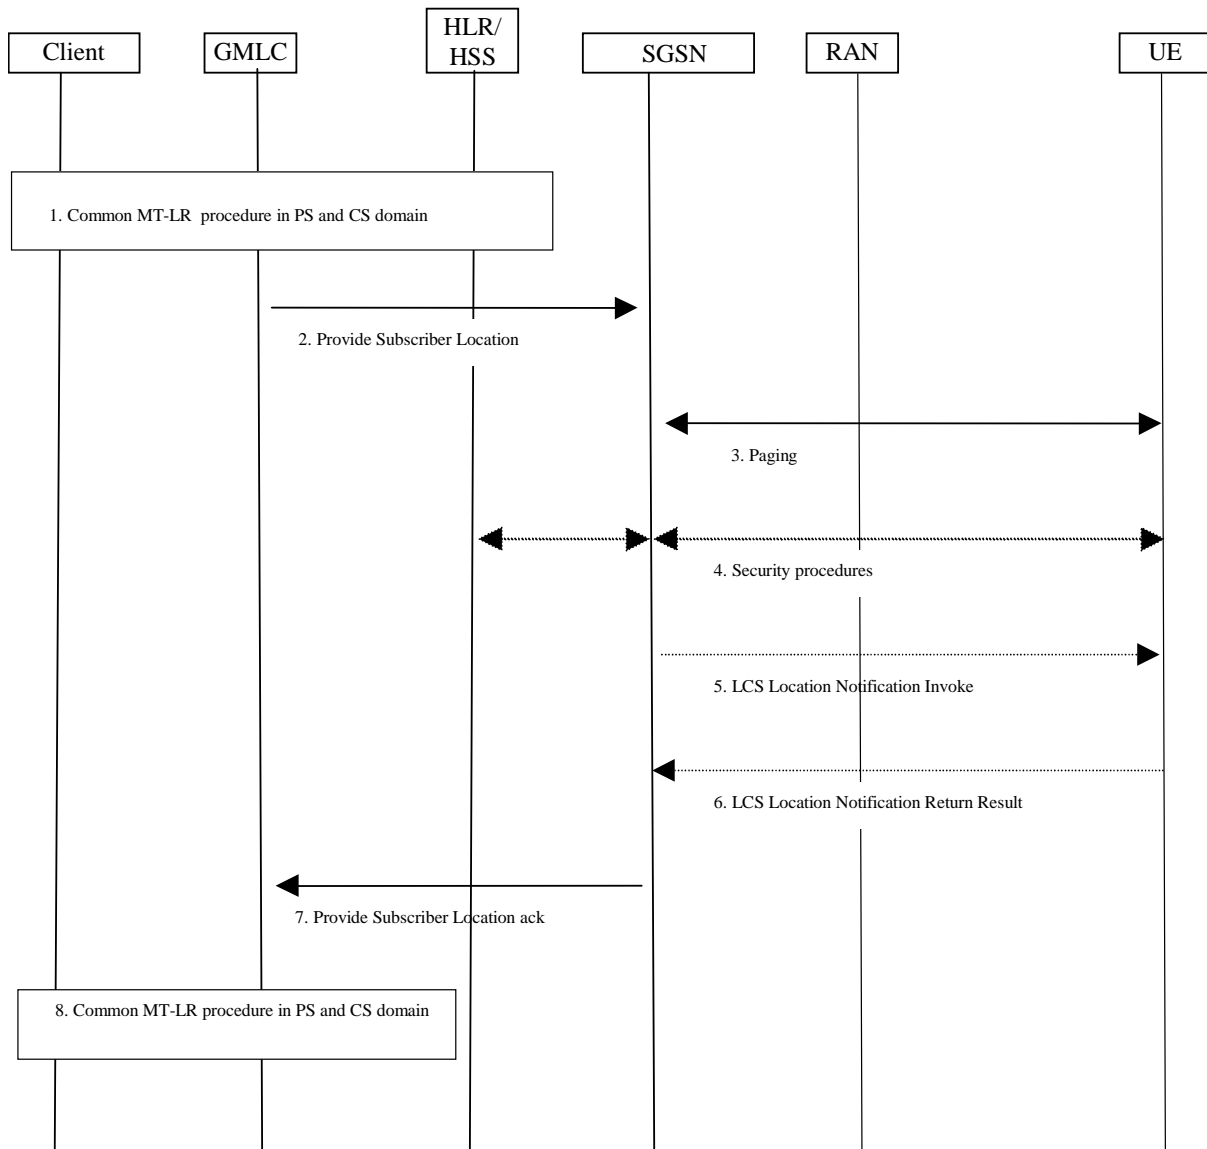 Client
GMLC
HLR/
HSS
SGSN
RAN
UE
1. Common MT-LR procedure in PS and CS domain
2. Provide Subscriber Location
3. Paging
4. Security procedures
5. LCS Location Notification Invoke
6. LCS Location Notification Return Result
7. Provide Subscriber Location ack
8. Common MT-LR procedure in PS and CS domain